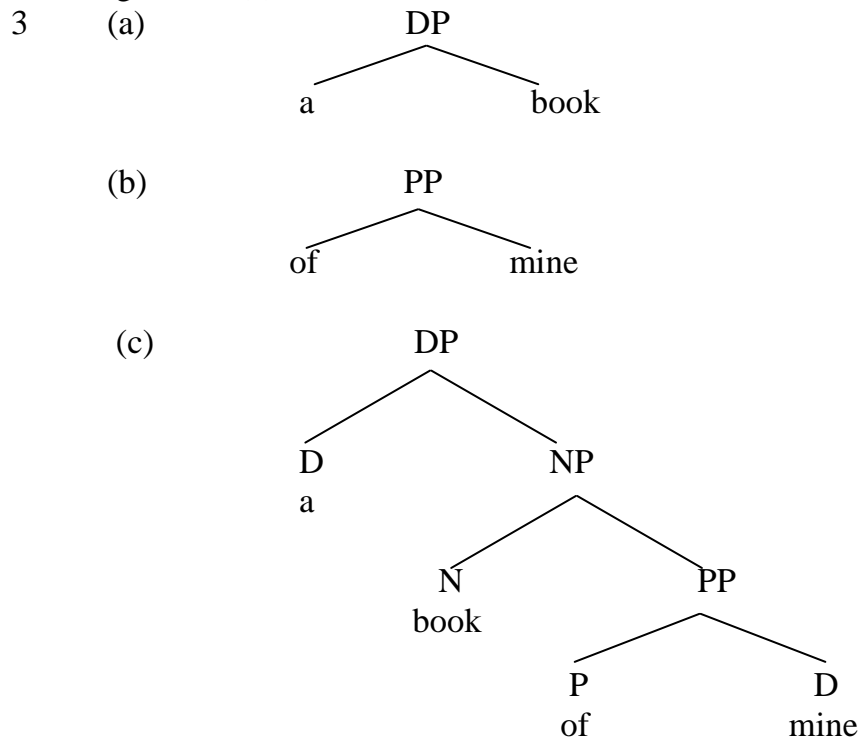 3 (a) DP
a book
(b) PP
of mine
(c) DP
D NP
a
N PP
book
P D
of mine